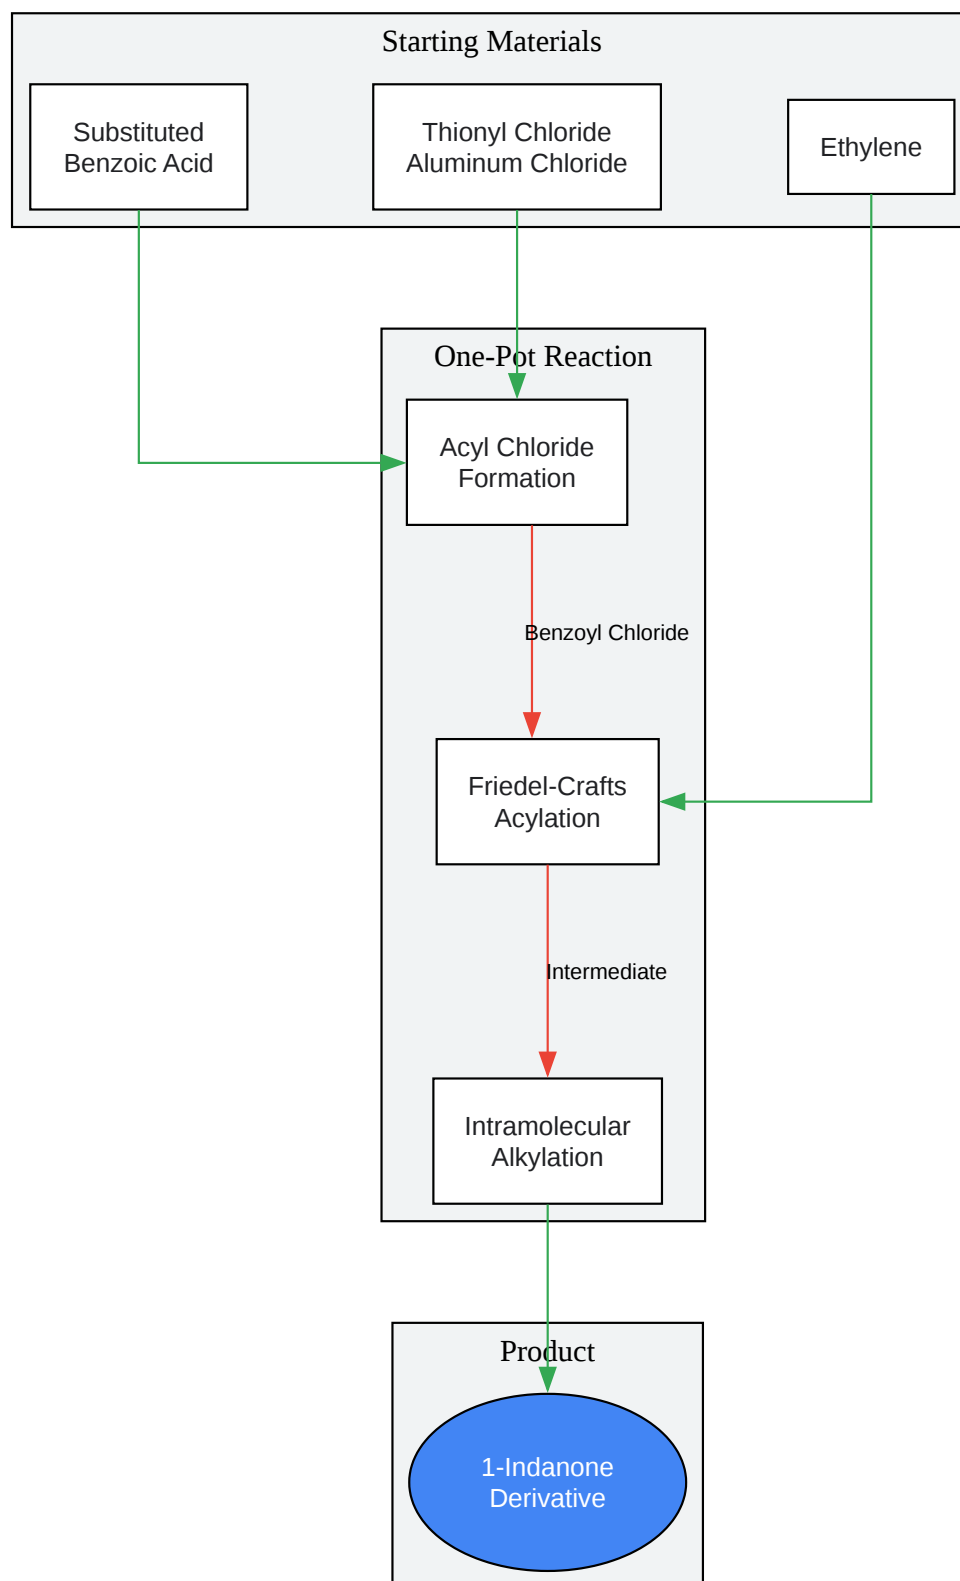 Starting Materials
Substituted
Benzoic Acid
Thionyl Chloride
Aluminum Chloride
Ethylene
One-Pot Reaction
Acyl Chloride
Formation
Benzoyl Chloride
Friedel-Crafts
Acylation
Intermediate
Intramolecular
Alkylation
Product
1-Indanone
Derivative